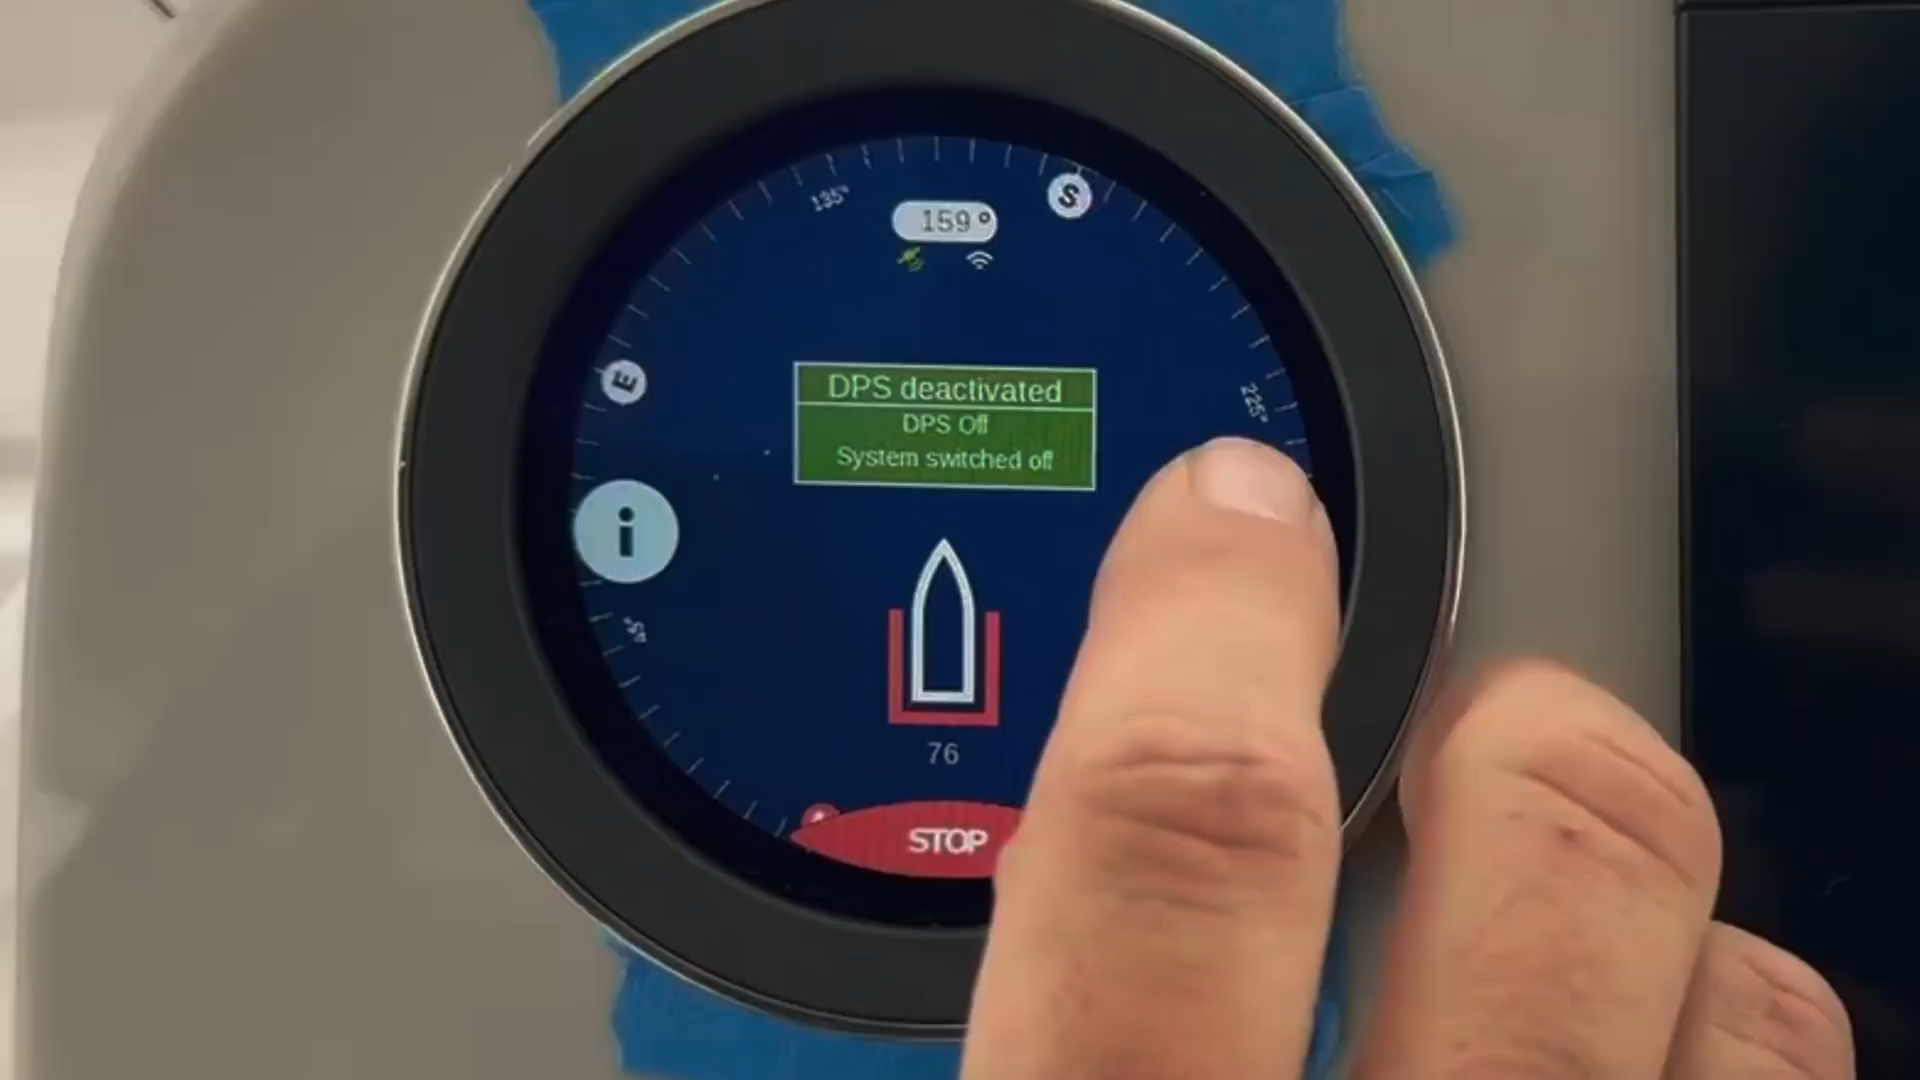 135°
S
159 °
E
225°
DPS deactivated
DPS Off
System switched off
i
45°
76
STOP